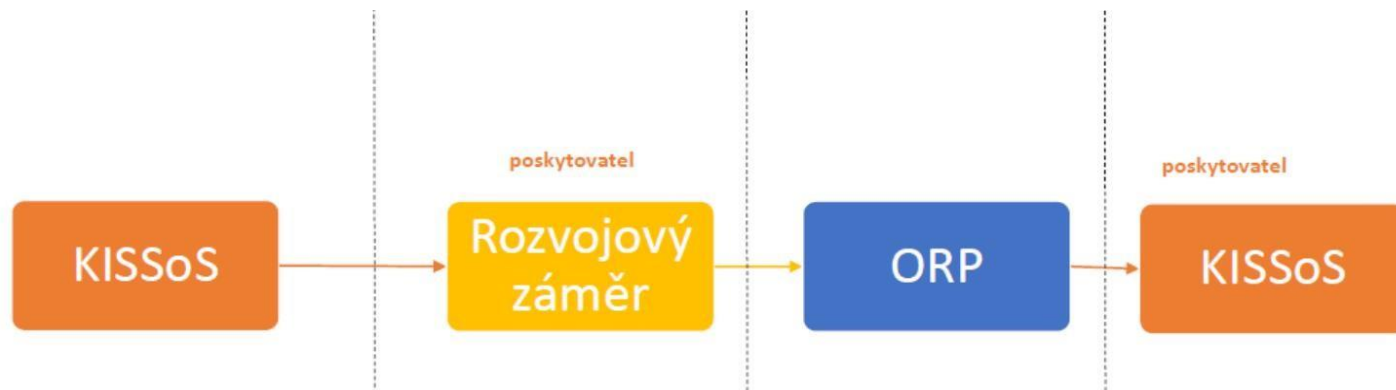 poskytovatel
poskytovatel
KISSoS
Rozvojový
záměr
ORP
KISSoS